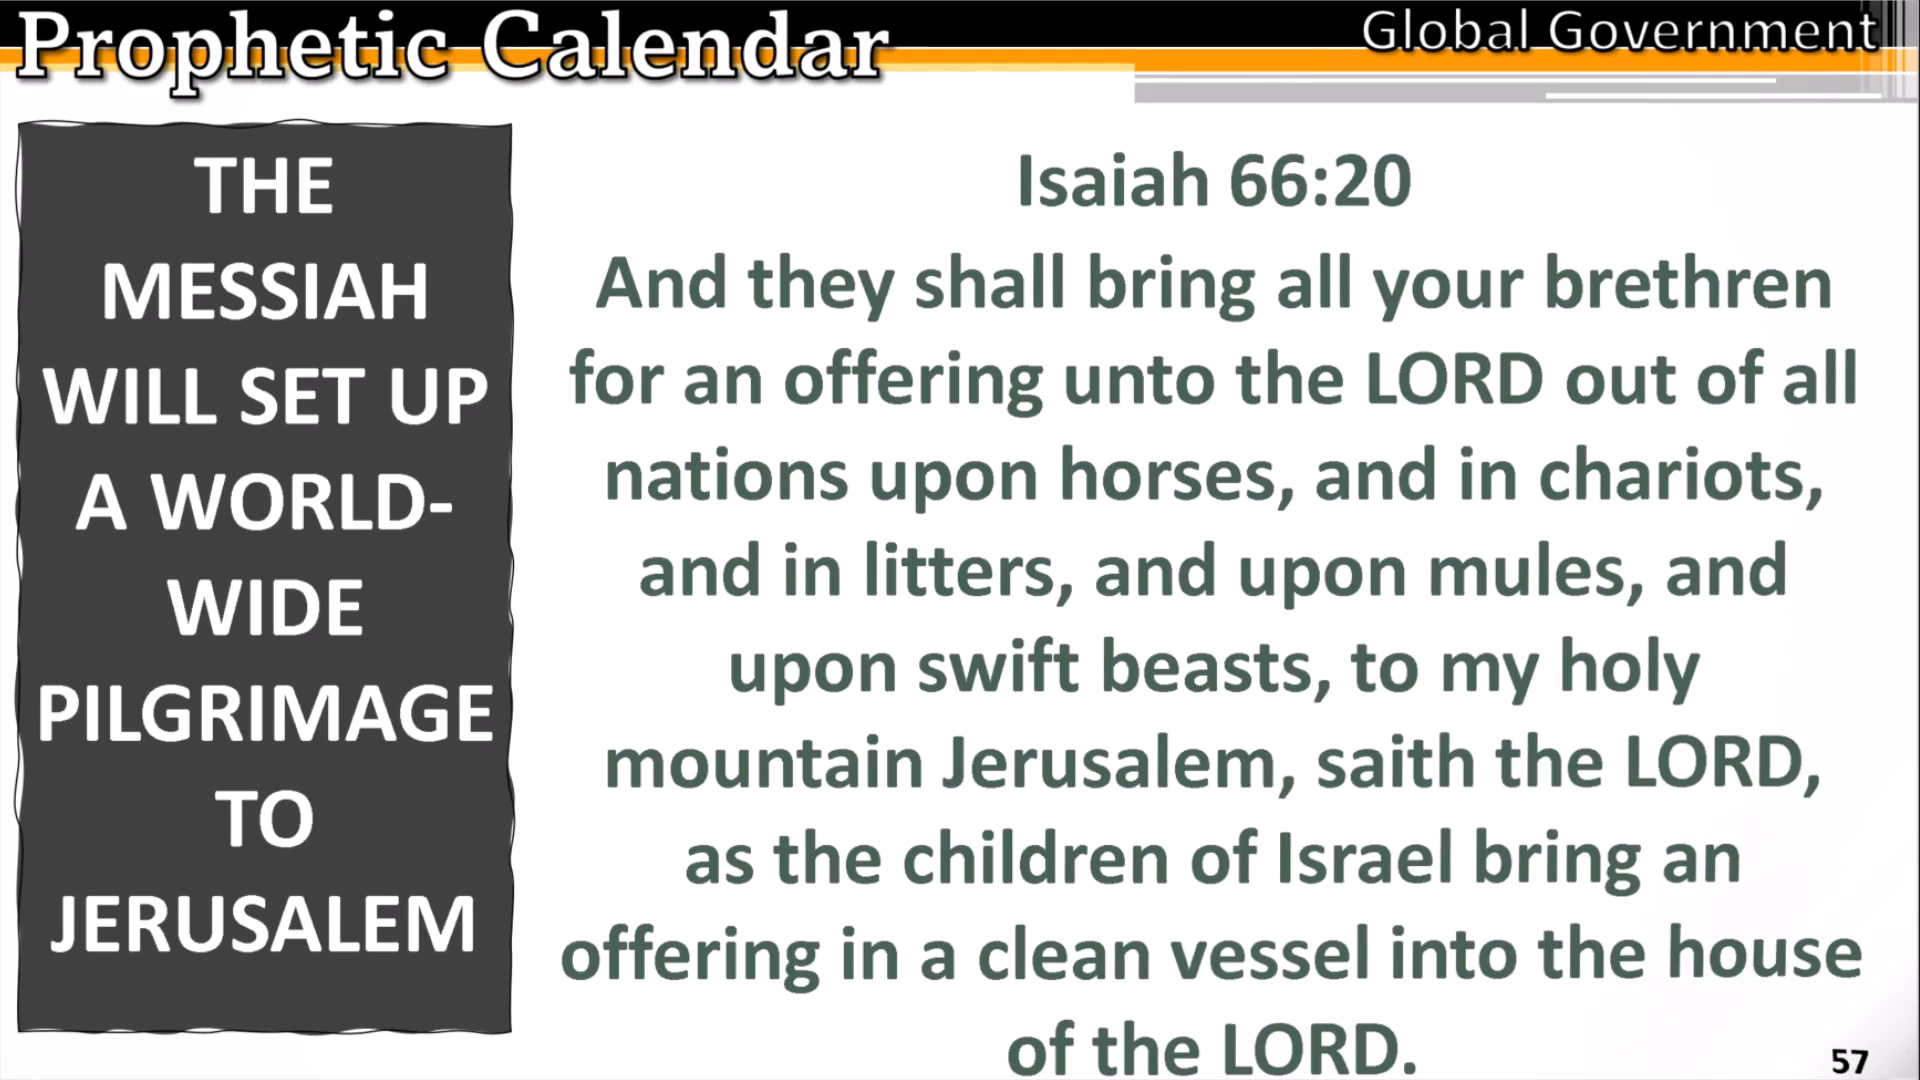 Prophetic Calendar
Global Government
THE
MESSIAH
WILL SET UP
A WORLD-
WIDE
PILGRIMAGE
TO
JERUSALEM
Isaiah 66:20
And they shall bring all your brethren
for an offering unto the LORD out of all
nations upon horses, and in chariots,
and in litters, and upon mules, and
upon swift beasts, to my holy
mountain Jerusalem, saith the LORD,
as the children of Israel bring an
offering in a clean vessel into the house
of the LORD.
57